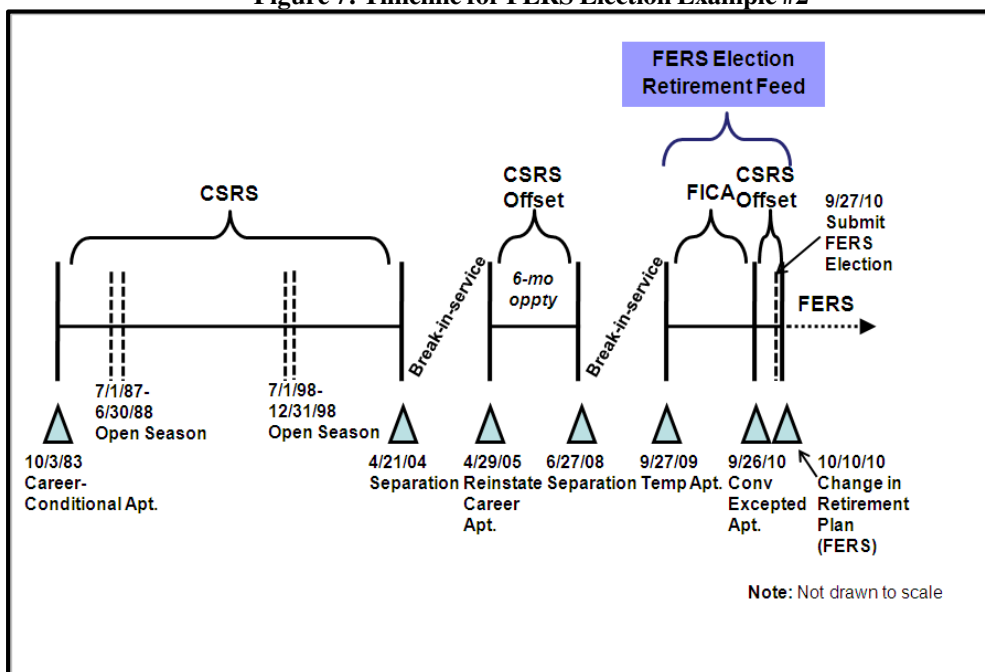 Figure 7: Timeline for FERS Election Example #2
FERS Election
Retirement Feed
CSRS
CSRS
Offset
FICA
CSRS
Offset
9/27/10
Submit
FERS
Election
6-mo
oppty
Break-in-service
Break-in-service
FERS
7/1/87-
6/30/88
Open Season
7/1/98-
12/31/98
Open Season
10/3/83
Career-
Conditional Apt.
4/21/04
Separation
4/29/05
Reinstate
Career
Apt.
6/27/08
Separation
9/27/09
Temp Apt.
9/26/10
Conv
Excepted
Apt.
10/10/10
Change in
Retirement
Plan
(FERS)
Note: Not drawn to scale